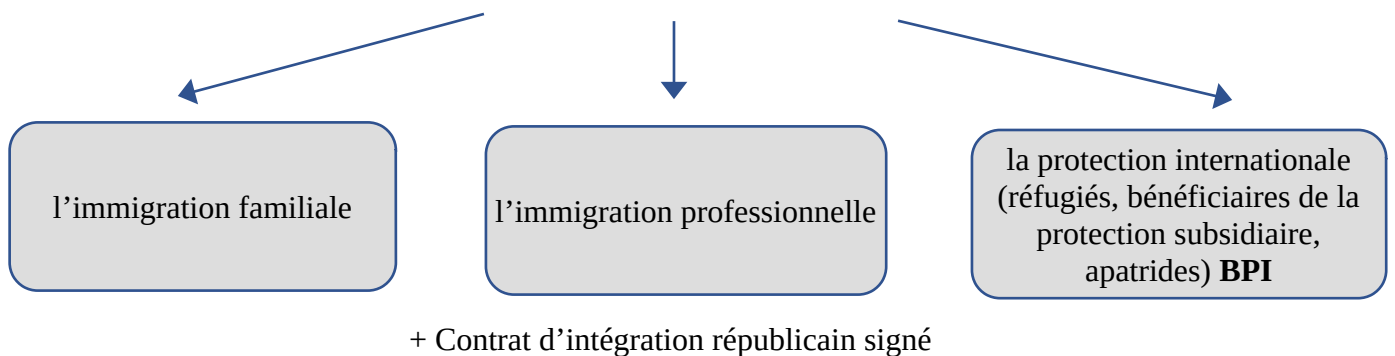 l’immigration familiale
l’immigration professionnelle
la protection internationale
(réfugiés, bénéficiaires de la
protection subsidiaire,
apatrides) BPI
+ Contrat d’intégration républicain signé